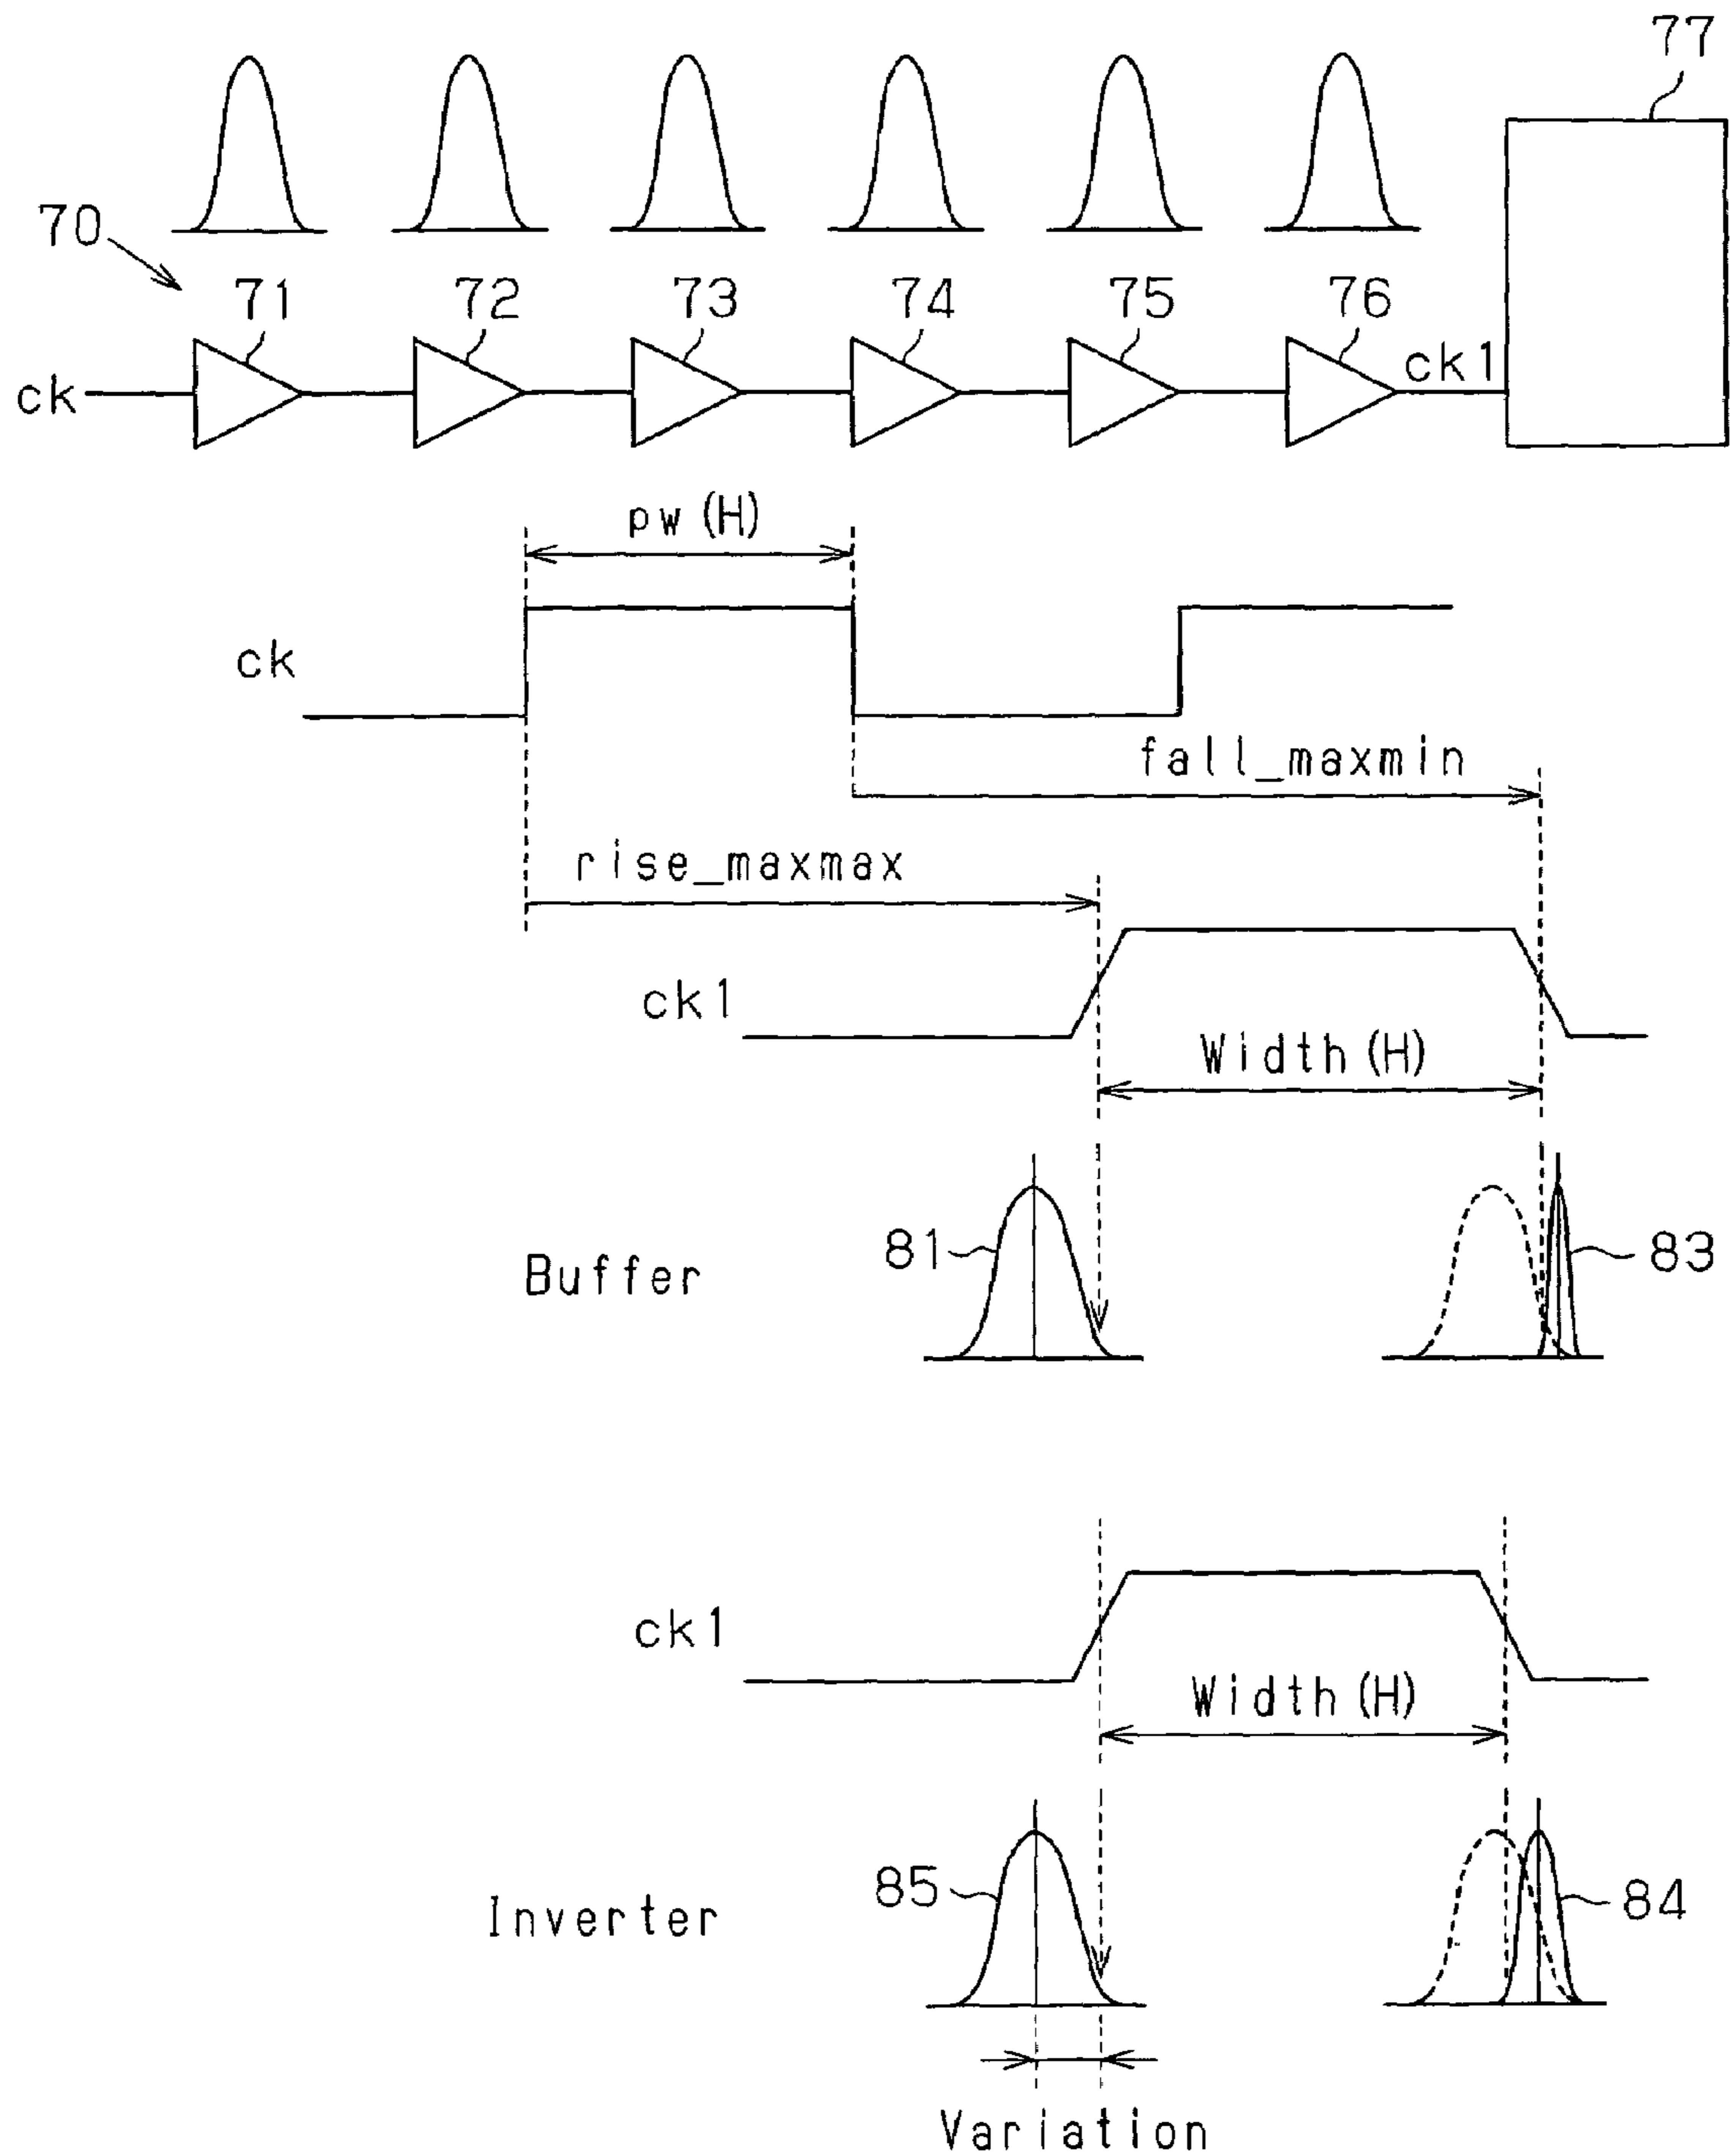 77
70
71 72 73 74 75 76
ck ck1
pw(H)
ck
fall_maxmin
rise_maxmax
ck1
Width(H)
81 83
Buffer
ck1
Width(H)
85 84
Inverter
Variation